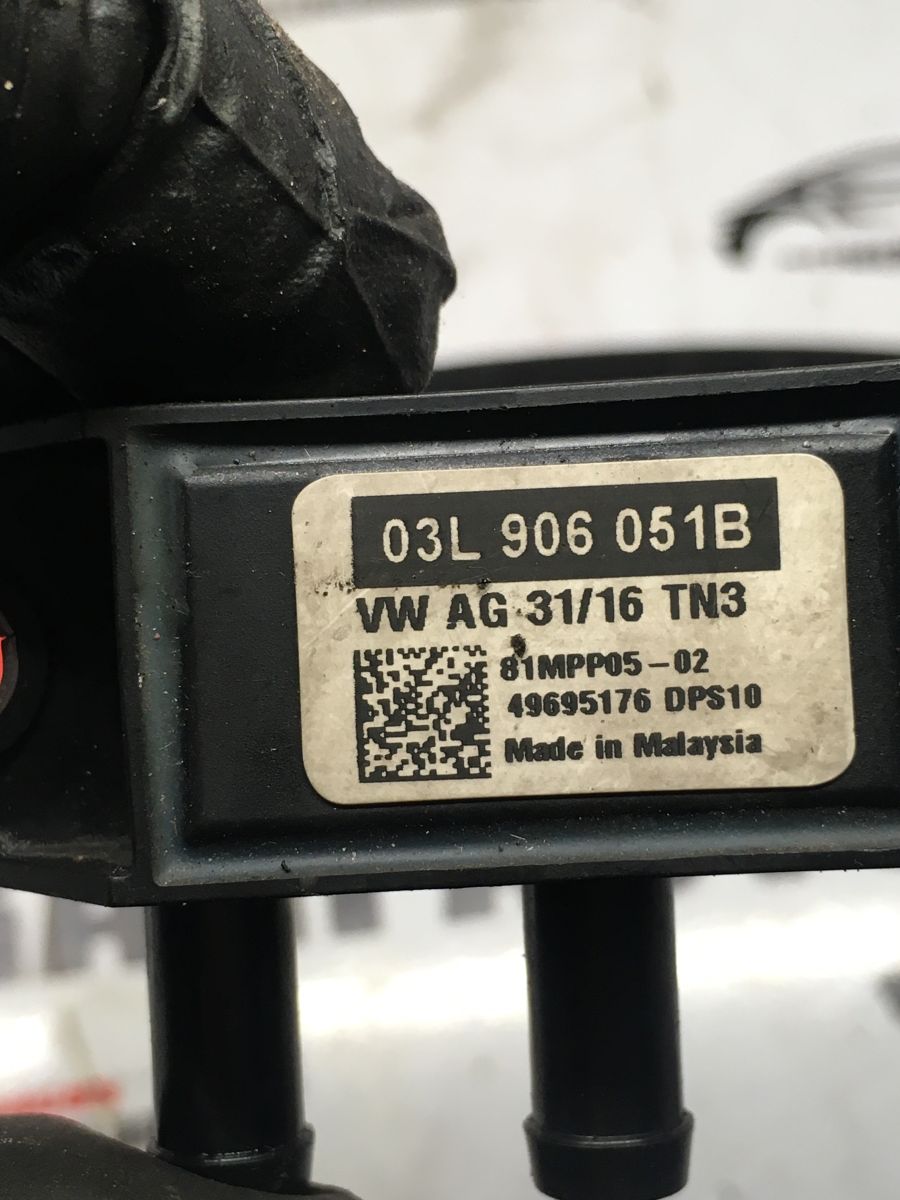 03L 906 051B
VW AG 31/16 TN3
81MPP05-02
49695176 DPS10
Made in Malaysia